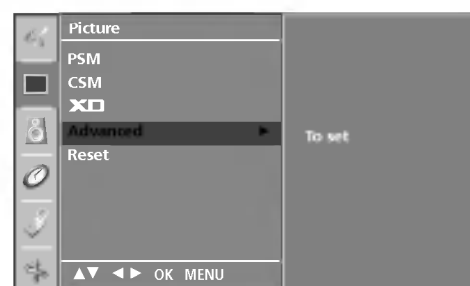 Picture
PSM
CSM
XD
Advanced ►
To set
Reset
▲▼ ◄► OK MENU